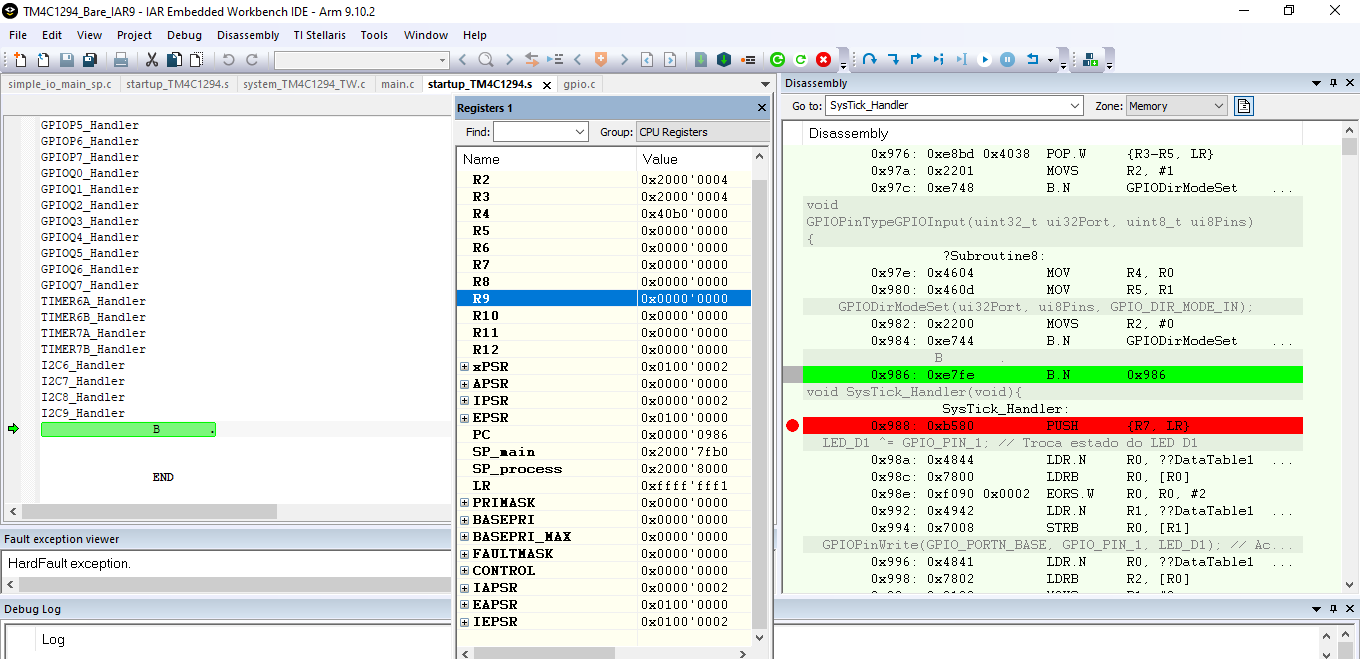 TM4C1294_Bare_IAR9 - IAR Embedded Workbench IDE - Arm 9.10.2
File Edit View Project Debug Disassembly TI Stellaris Tools Window Help
simple_io_main_sp.c startup_TM4C1294.s system_TM4C1294_TW.c main.c startup_TM4C1294.s gpio.c
GPIOP5_Handler
GPIOP6_Handler
GPIOP7_Handler
GPIOQ0_Handler
GPIOQ1_Handler
GPIOQ2_Handler
GPIOQ3_Handler
GPIOQ4_Handler
GPIOQ5_Handler
GPIOQ6_Handler
GPIOQ7_Handler
TIMER6A_Handler
TIMER6B_Handler
TIMER7A_Handler
TIMER7B_Handler
I2C6_Handler
I2C7_Handler
I2C8_Handler
I2C9_Handler
B .
END
Fault exception viewer
HardFault exception.
Debug Log
Log
Registers 1
Find: Group: CPU Registers
Name Value
R2 0x2000'0004
R3 0x2000'0004
R4 0x40b0'0000
R5 0x0000'0000
R6 0x0000'0000
R7 0x0000'0000
R8 0x0000'0000
R9 0x0000'0000
R10 0x0000'0000
R11 0x0000'0000
R12 0x0000'0000
xPSR 0x0100'0002
APSR 0x0000'0000
IPSR 0x0000'0002
EPSR 0x0100'0000
PC 0x0000'0986
SP_main 0x2000'7fb0
SP_process 0x2000'8000
LR 0xffff'fff1
PRIMASK 0x0000'0000
BASEPRI 0x0000'0000
BASEPRI_MAX 0x0000'0000
FAULTMASK 0x0000'0000
CONTROL 0x0000'0000
IAPSR 0x0000'0002
EAPSR 0x0100'0000
IEPSR 0x0100'0002
Disassembly
Go to: SysTick_Handler Zone: Memory
Disassembly
0x976: 0xe8bd 0x4038 POP.W {R3-R5, LR}
0x97a: 0x2201 MOVS R2, #1
0x97c: 0xe748 B.N GPIODirModeSet ...
void
GPIOPinTypeGPIOInput(uint32_t ui32Port, uint8_t ui8Pins)
{
?Subroutine8:
0x97e: 0x4604 MOV R4, R0
0x980: 0x460d MOV R5, R1
GPIODirModeSet(ui32Port, ui8Pins, GPIO_DIR_MODE_IN);
0x982: 0x2200 MOVS R2, #0
0x984: 0xe744 B.N GPIODirModeSet ...
B .
0x986: 0xe7fe B.N 0x986
void SysTick_Handler(void){
SysTick_Handler:
0x988: 0xb580 PUSH {R7, LR}
LED_D1 ^= GPIO_PIN_1; // Troca estado do LED D1
0x98a: 0x4844 LDR.N R0, ??DataTable1 ...
0x98c: 0x7800 LDRB R0, [R0]
0x98e: 0xf090 0x0002 EORS.W R0, R0, #2
0x992: 0x4942 LDR.N R1, ??DataTable1 ...
0x994: 0x7008 STRB R0, [R1]
GPIOPinWrite(GPIO_PORTN_BASE, GPIO_PIN_1, LED_D1); // Ac...
0x996: 0x4841 LDR.N R0, ??DataTable1 ...
0x998: 0x7802 LDRB R2, [R0]